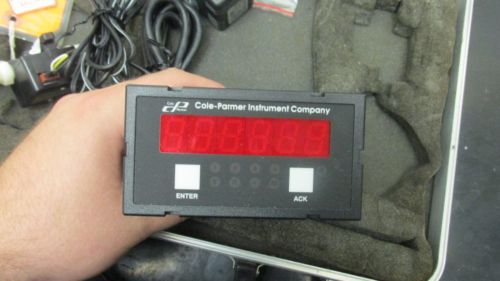 Cole-Parmer Instrument Company
ENTER
ACK